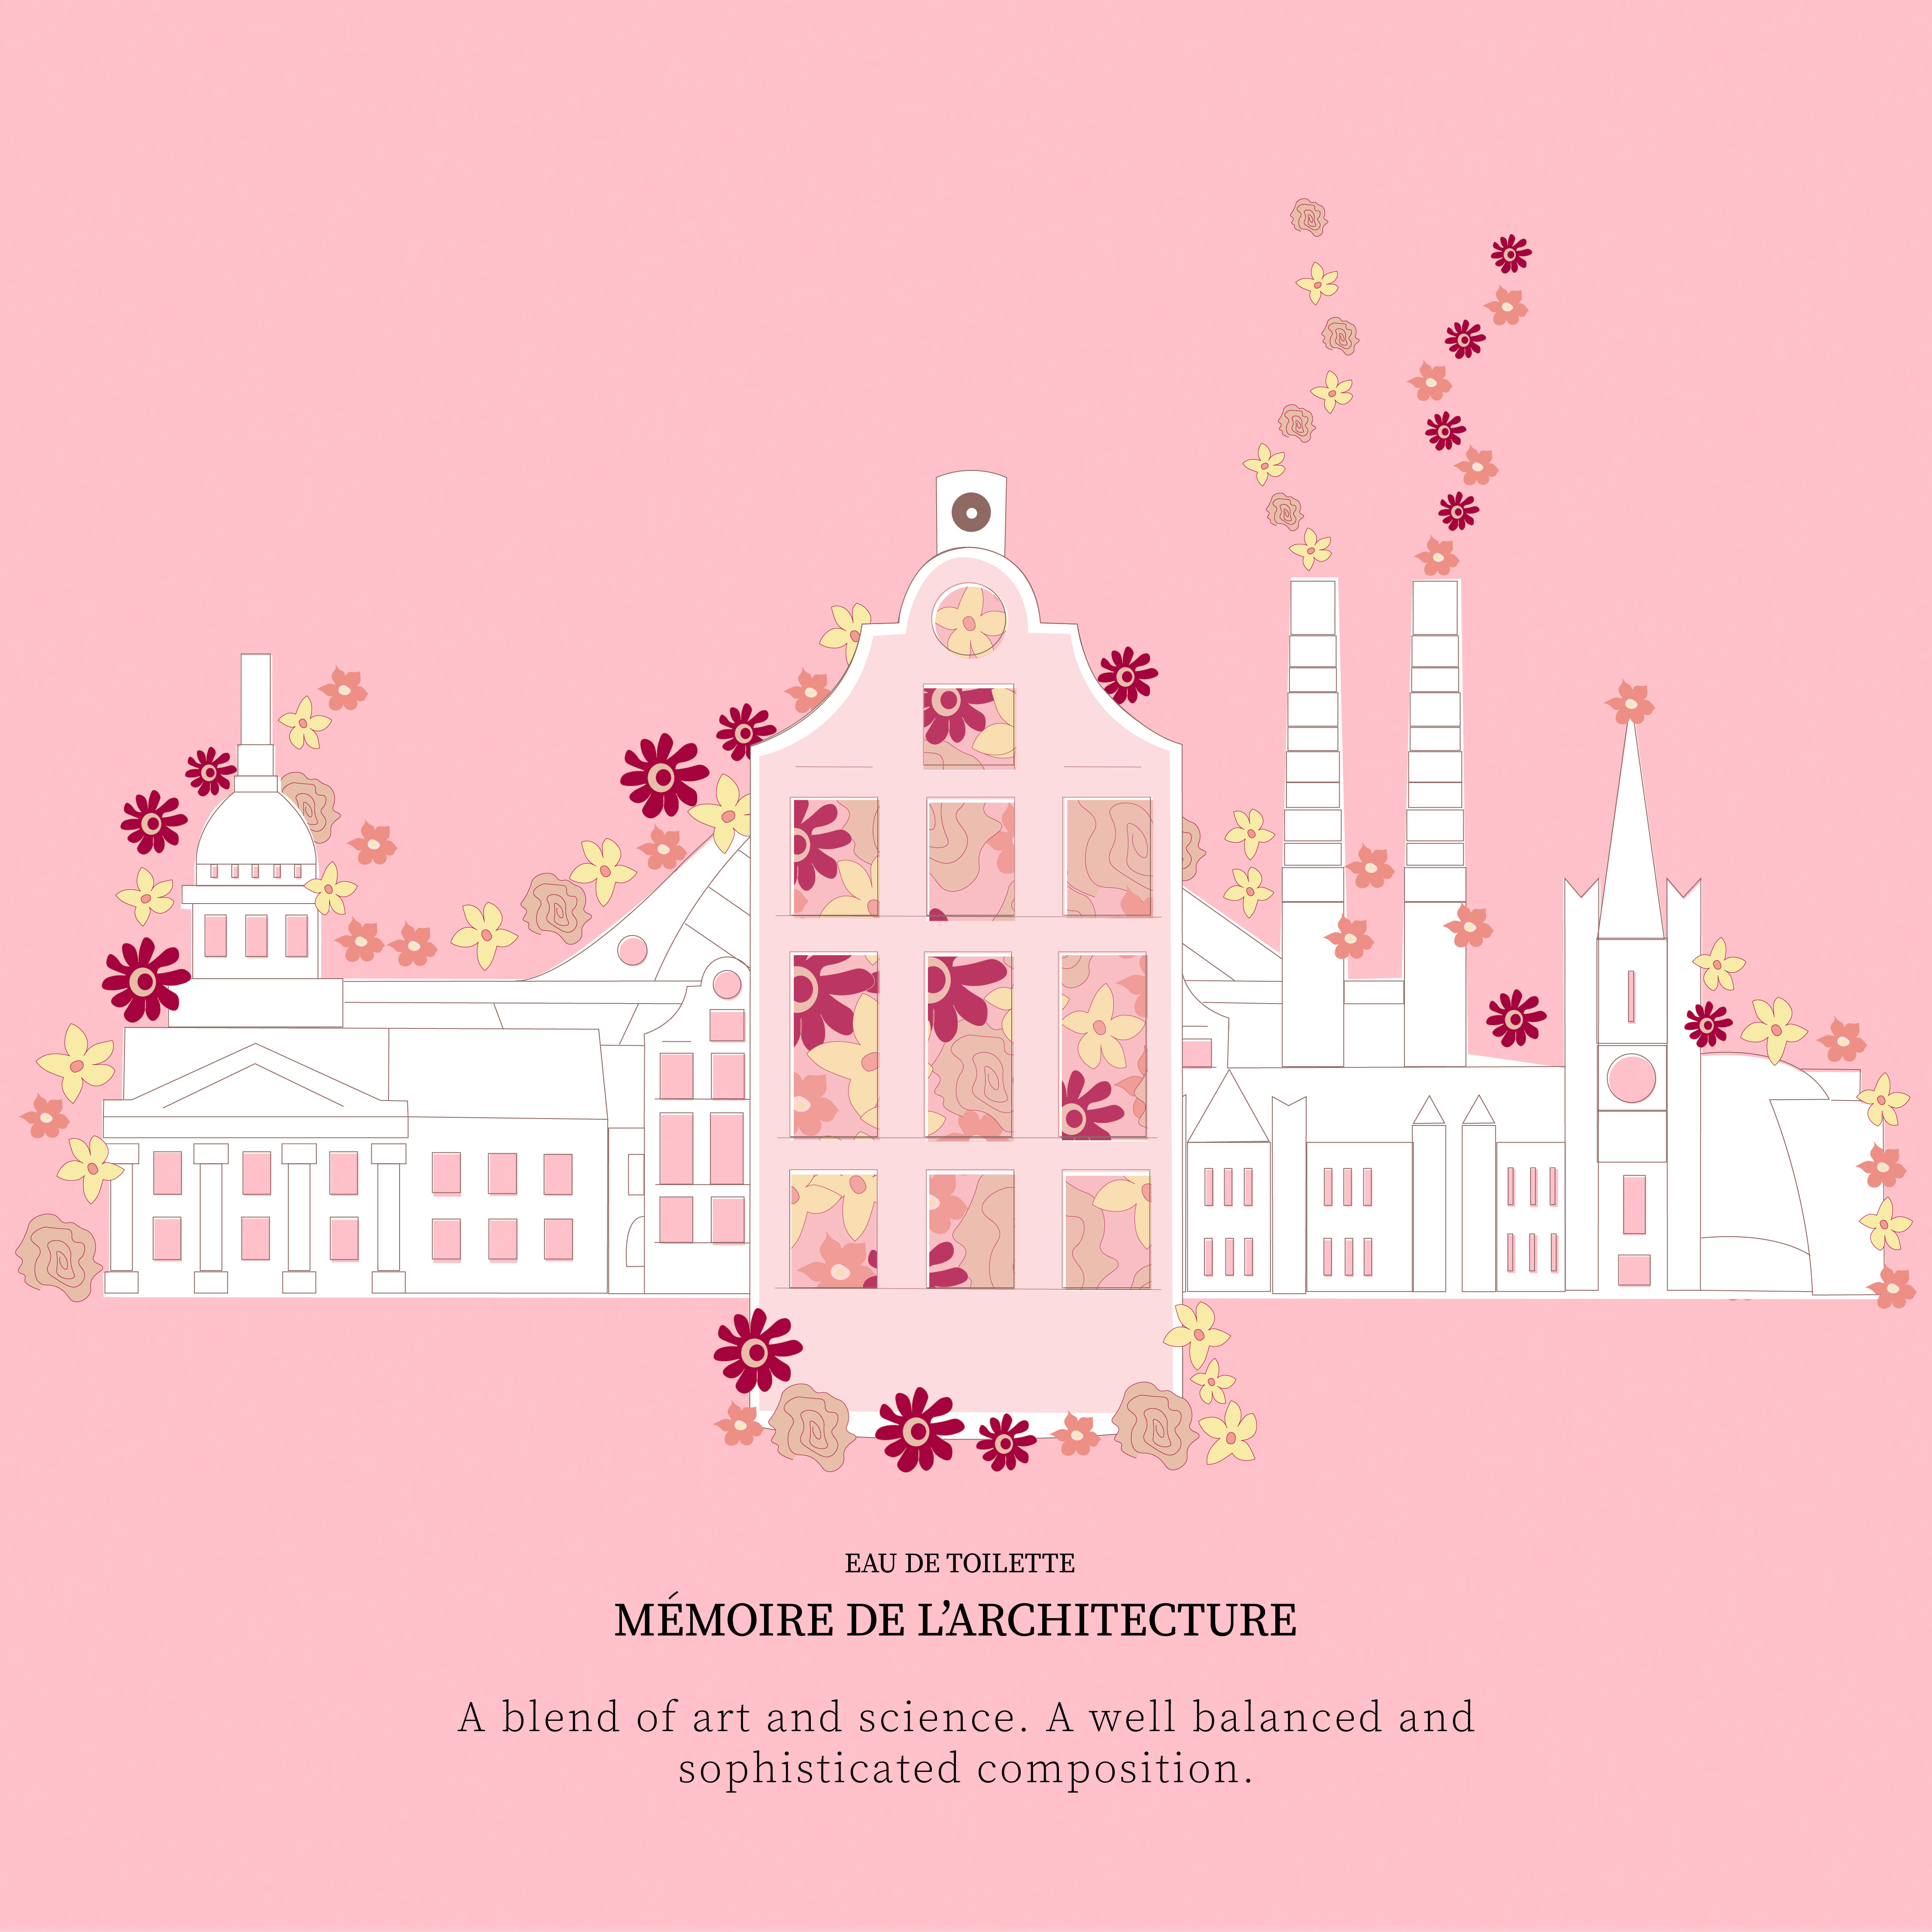 EAU DE TOILETTE
MÉMOIRE DE L’ARCHITECTURE
A blend of art and science. A well balanced and
sophisticated composition.